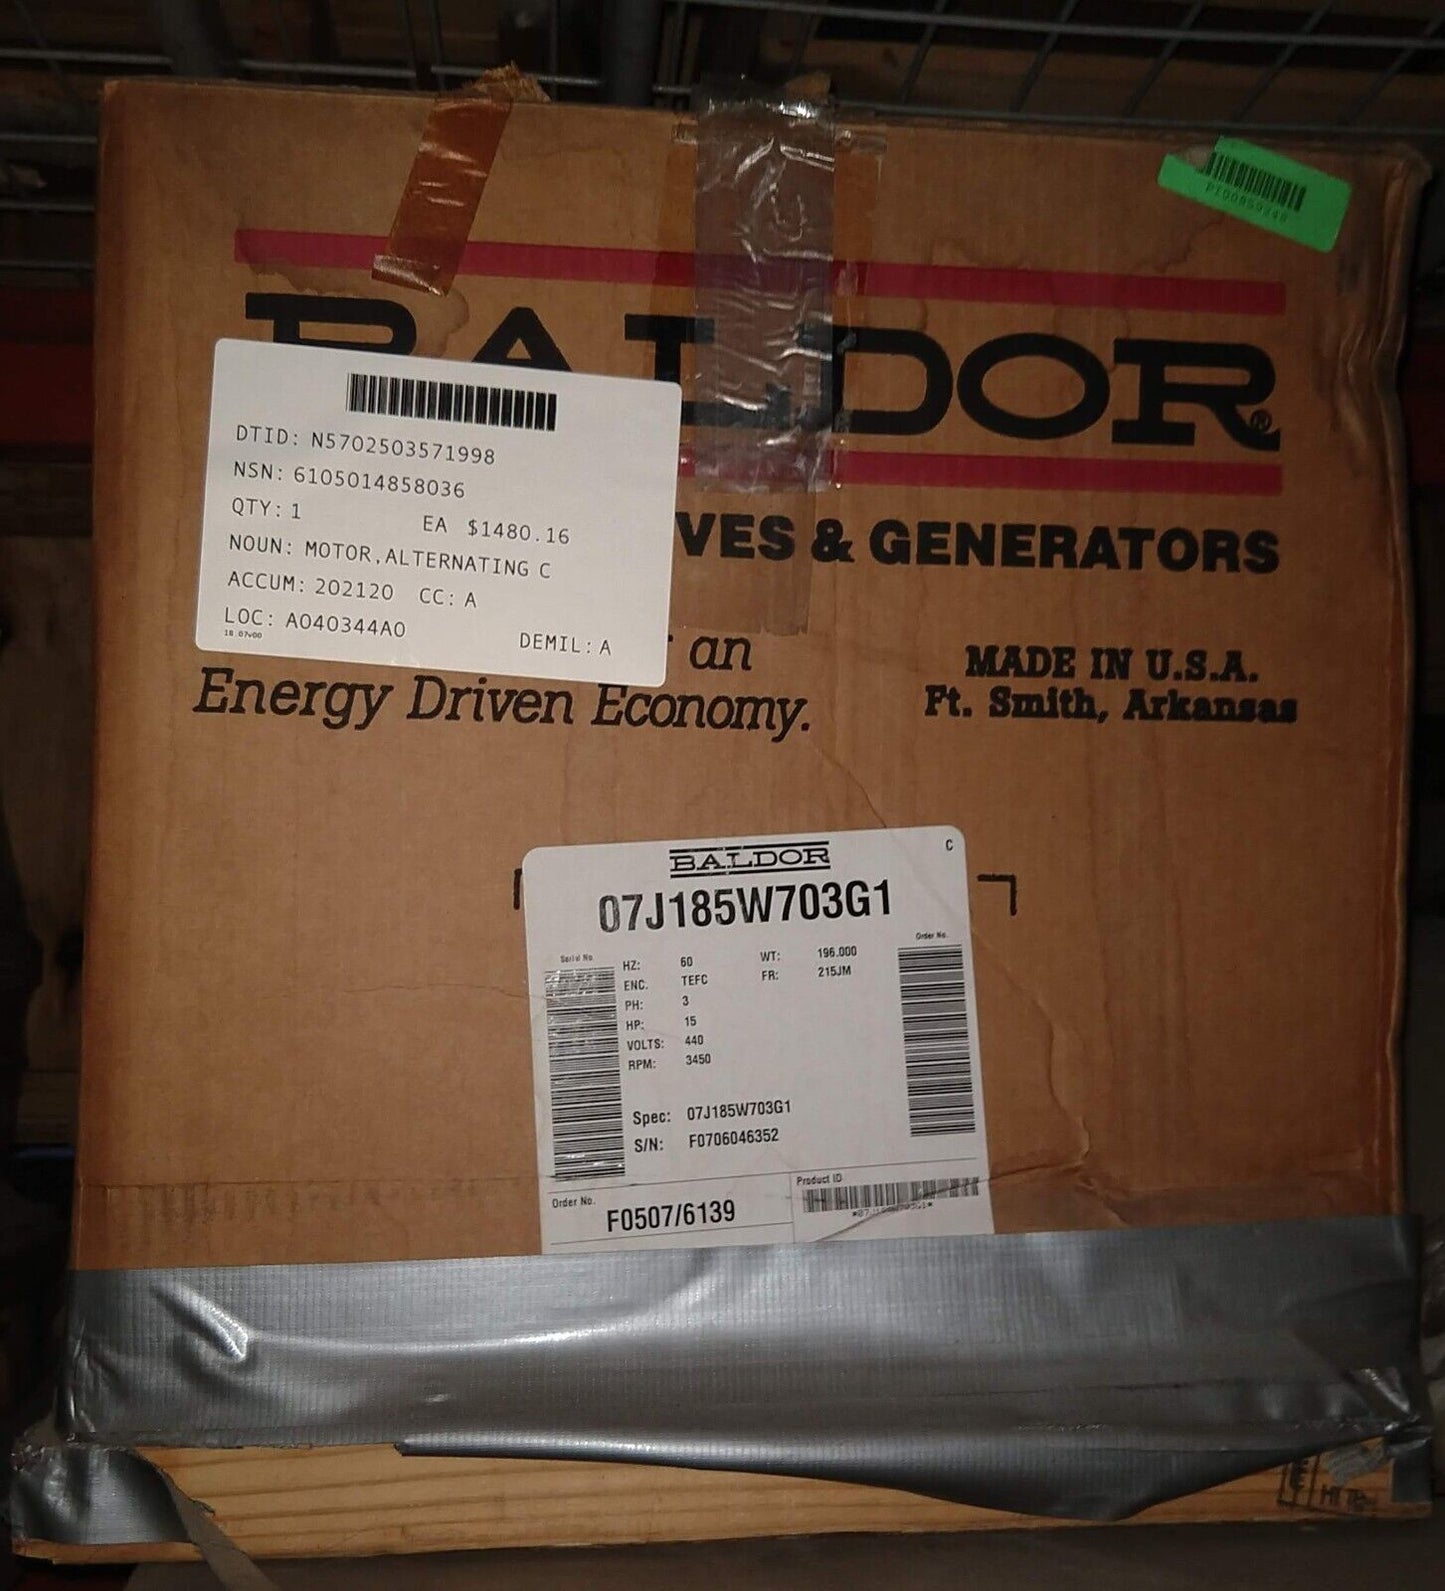 BALDOR®
DTID: N5702503571998
NSN: 6105014858036
QTY: 1 EA $1480.16
NOUN: MOTOR,ALTERNATING C
ACCUM: 202120 CC: A
LOC: A040344A0
18.07v00 DEMIL: A
VES & GENERATORS
an
Energy Driven Economy.
MADE IN U.S.A.
Ft. Smith, Arkansas
BALDOR C
07J185W703G1
Serial No. Order No.
HZ: 60 WT: 196.000
ENC. TEFC FR: 215JM
PH: 3
HP: 15
VOLTS: 440
RPM: 3450
Spec: 07J185W703G1
S/N: F0706046352
Order No. F0507/6139
Product ID